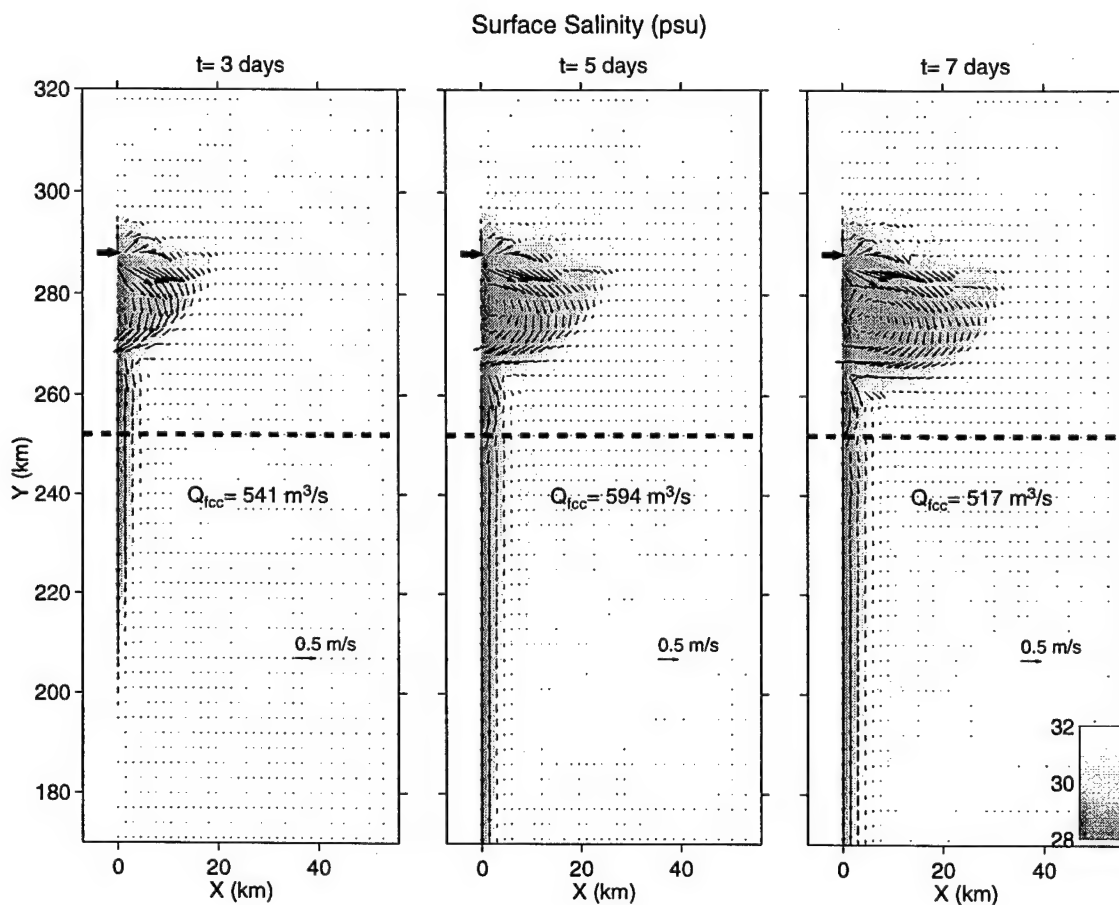 Surface Salinity (psu)
t= 3 days
t= 5 days
t= 7 days
320
300
280
260
240
220
200
180
Y (km)
Q_fcc= 541 m³/s
Q_fcc= 594 m³/s
Q_fcc= 517 m³/s
0.5 m/s
0.5 m/s
0.5 m/s
32
30
28
0 20 40
0 20 40
0 20 40
X (km)
X (km)
X (km)